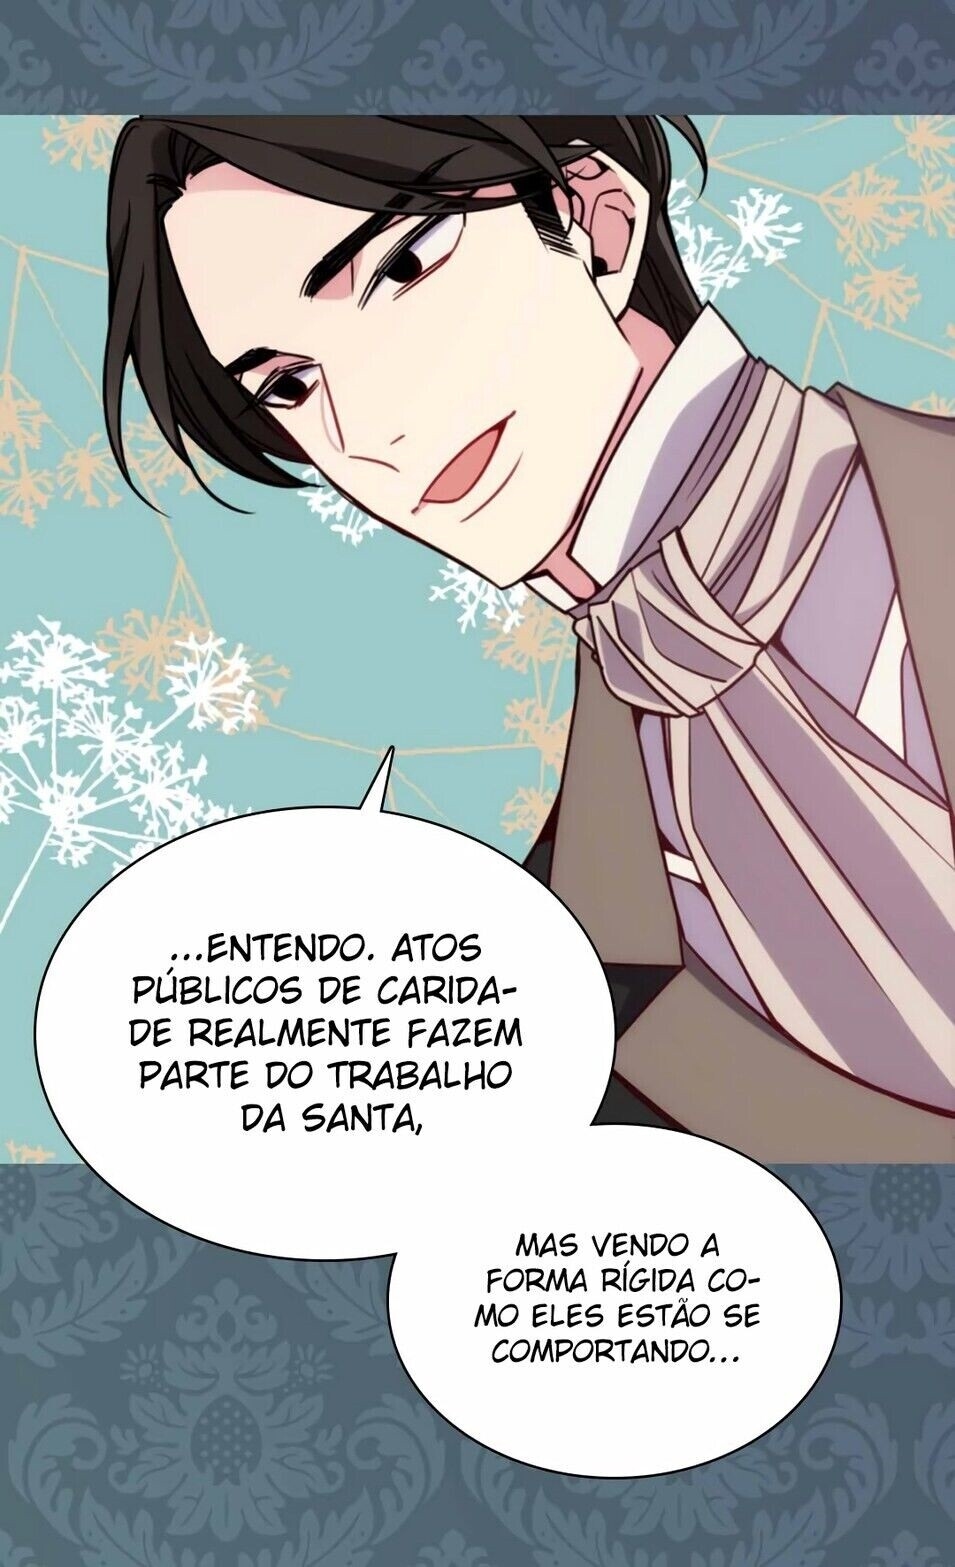 ...ENTENDO. ATOS
PÚBLICOS DE CARIDA-
DE REALMENTE FAZEM
PARTE DO TRABALHO
DA SANTA,
MAS VENDO A
FORMA RÍGIDA CO-
MO ELES ESTÃO SE
COMPORTANDO...